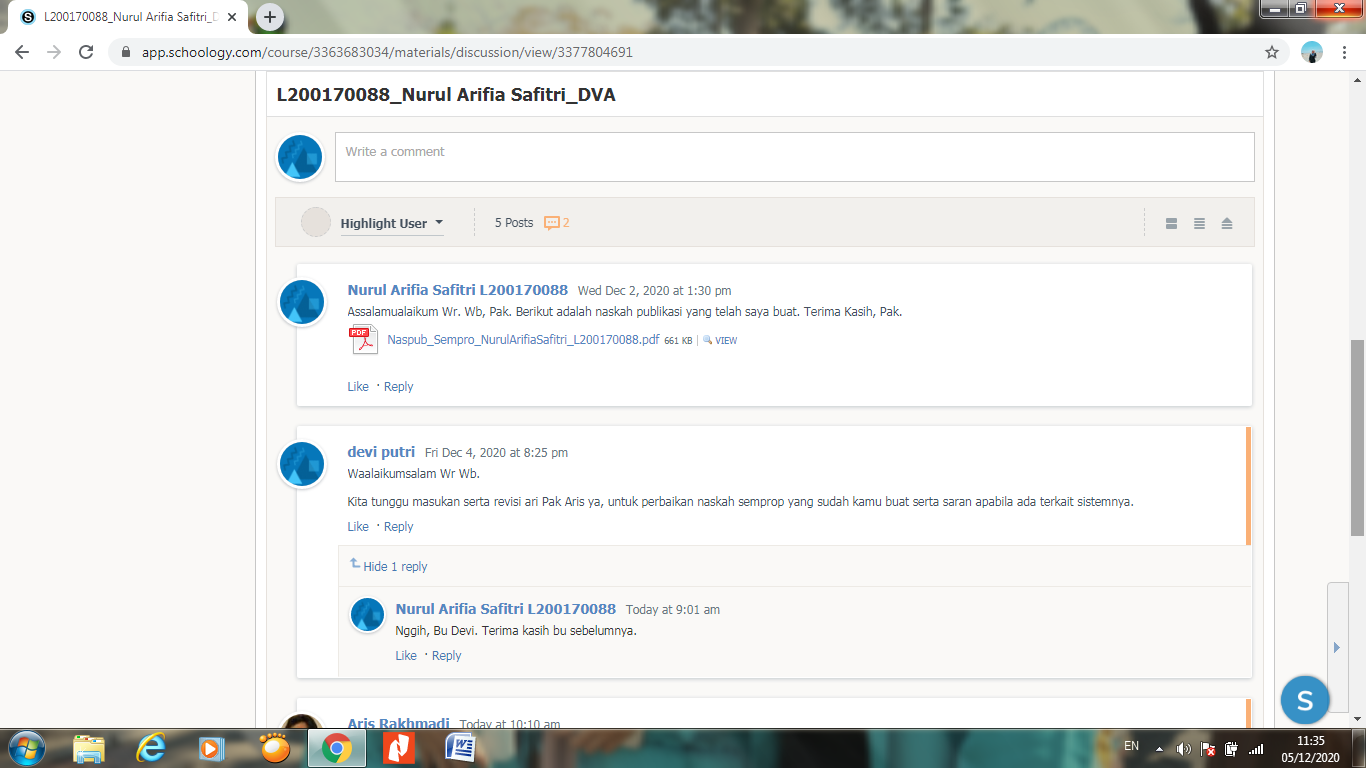 L200170088_Nurul Arifia Safitri_D
app.schoology.com/course/3363683034/materials/discussion/view/3377804691
L200170088_Nurul Arifia Safitri_DVA
Write a comment
Highlight User 5 Posts 2
Nurul Arifia Safitri L200170088 Wed Dec 2, 2020 at 1:30 pm
Assalamualaikum Wr. Wb, Pak. Berikut adalah naskah publikasi yang telah saya buat. Terima Kasih, Pak.
PDF Naspub_Sempro_NurulArifiaSafitri_L200170088.pdf 661 KB | VIEW
Like · Reply
devi putri Fri Dec 4, 2020 at 8:25 pm
Waalaikumsalam Wr Wb.
Kita tunggu masukan serta revisi ari Pak Aris ya, untuk perbaikan naskah semprop yang sudah kamu buat serta saran apabila ada terkait sistemnya.
Like · Reply
Hide 1 reply
Nurul Arifia Safitri L200170088 Today at 9:01 am
Nggih, Bu Devi. Terima kasih bu sebelumnya.
Like · Reply
S
Aris Rakhmadi Today at 10:10 am
EN 11:35
05/12/2020